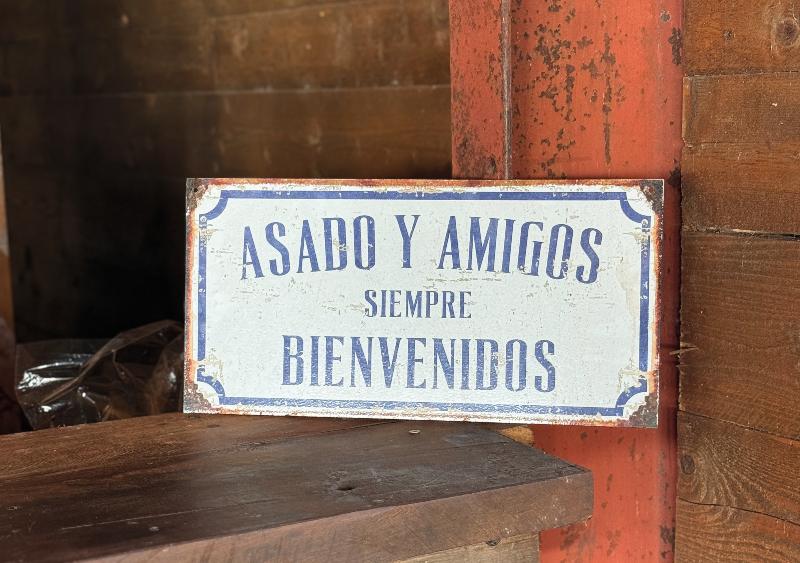 ASADO Y AMIGOS
SIEMPRE
BIENVENIDOS